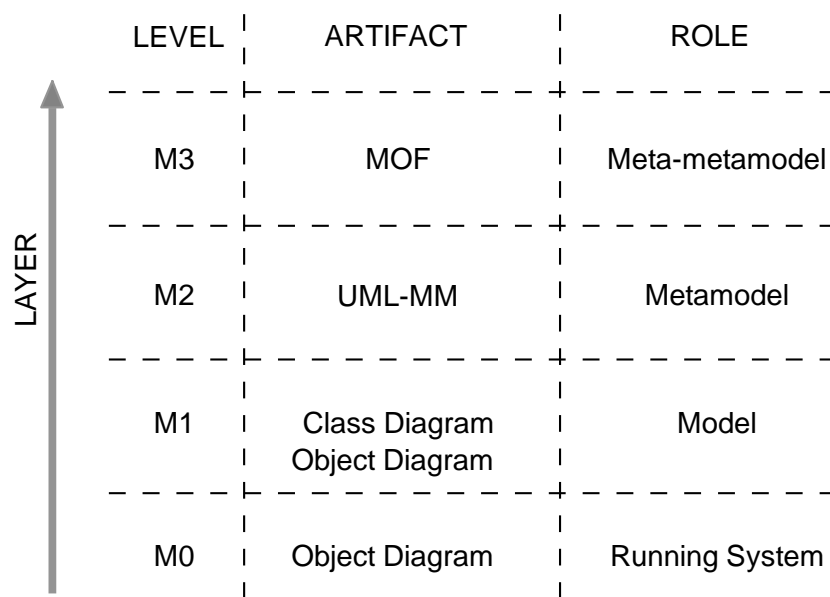 LEVEL ARTIFACT ROLE
M3 MOF Meta-metamodel
LAYER
M2 UML-MM Metamodel
M1 Class Diagram Model
Object Diagram
M0 Object Diagram Running System